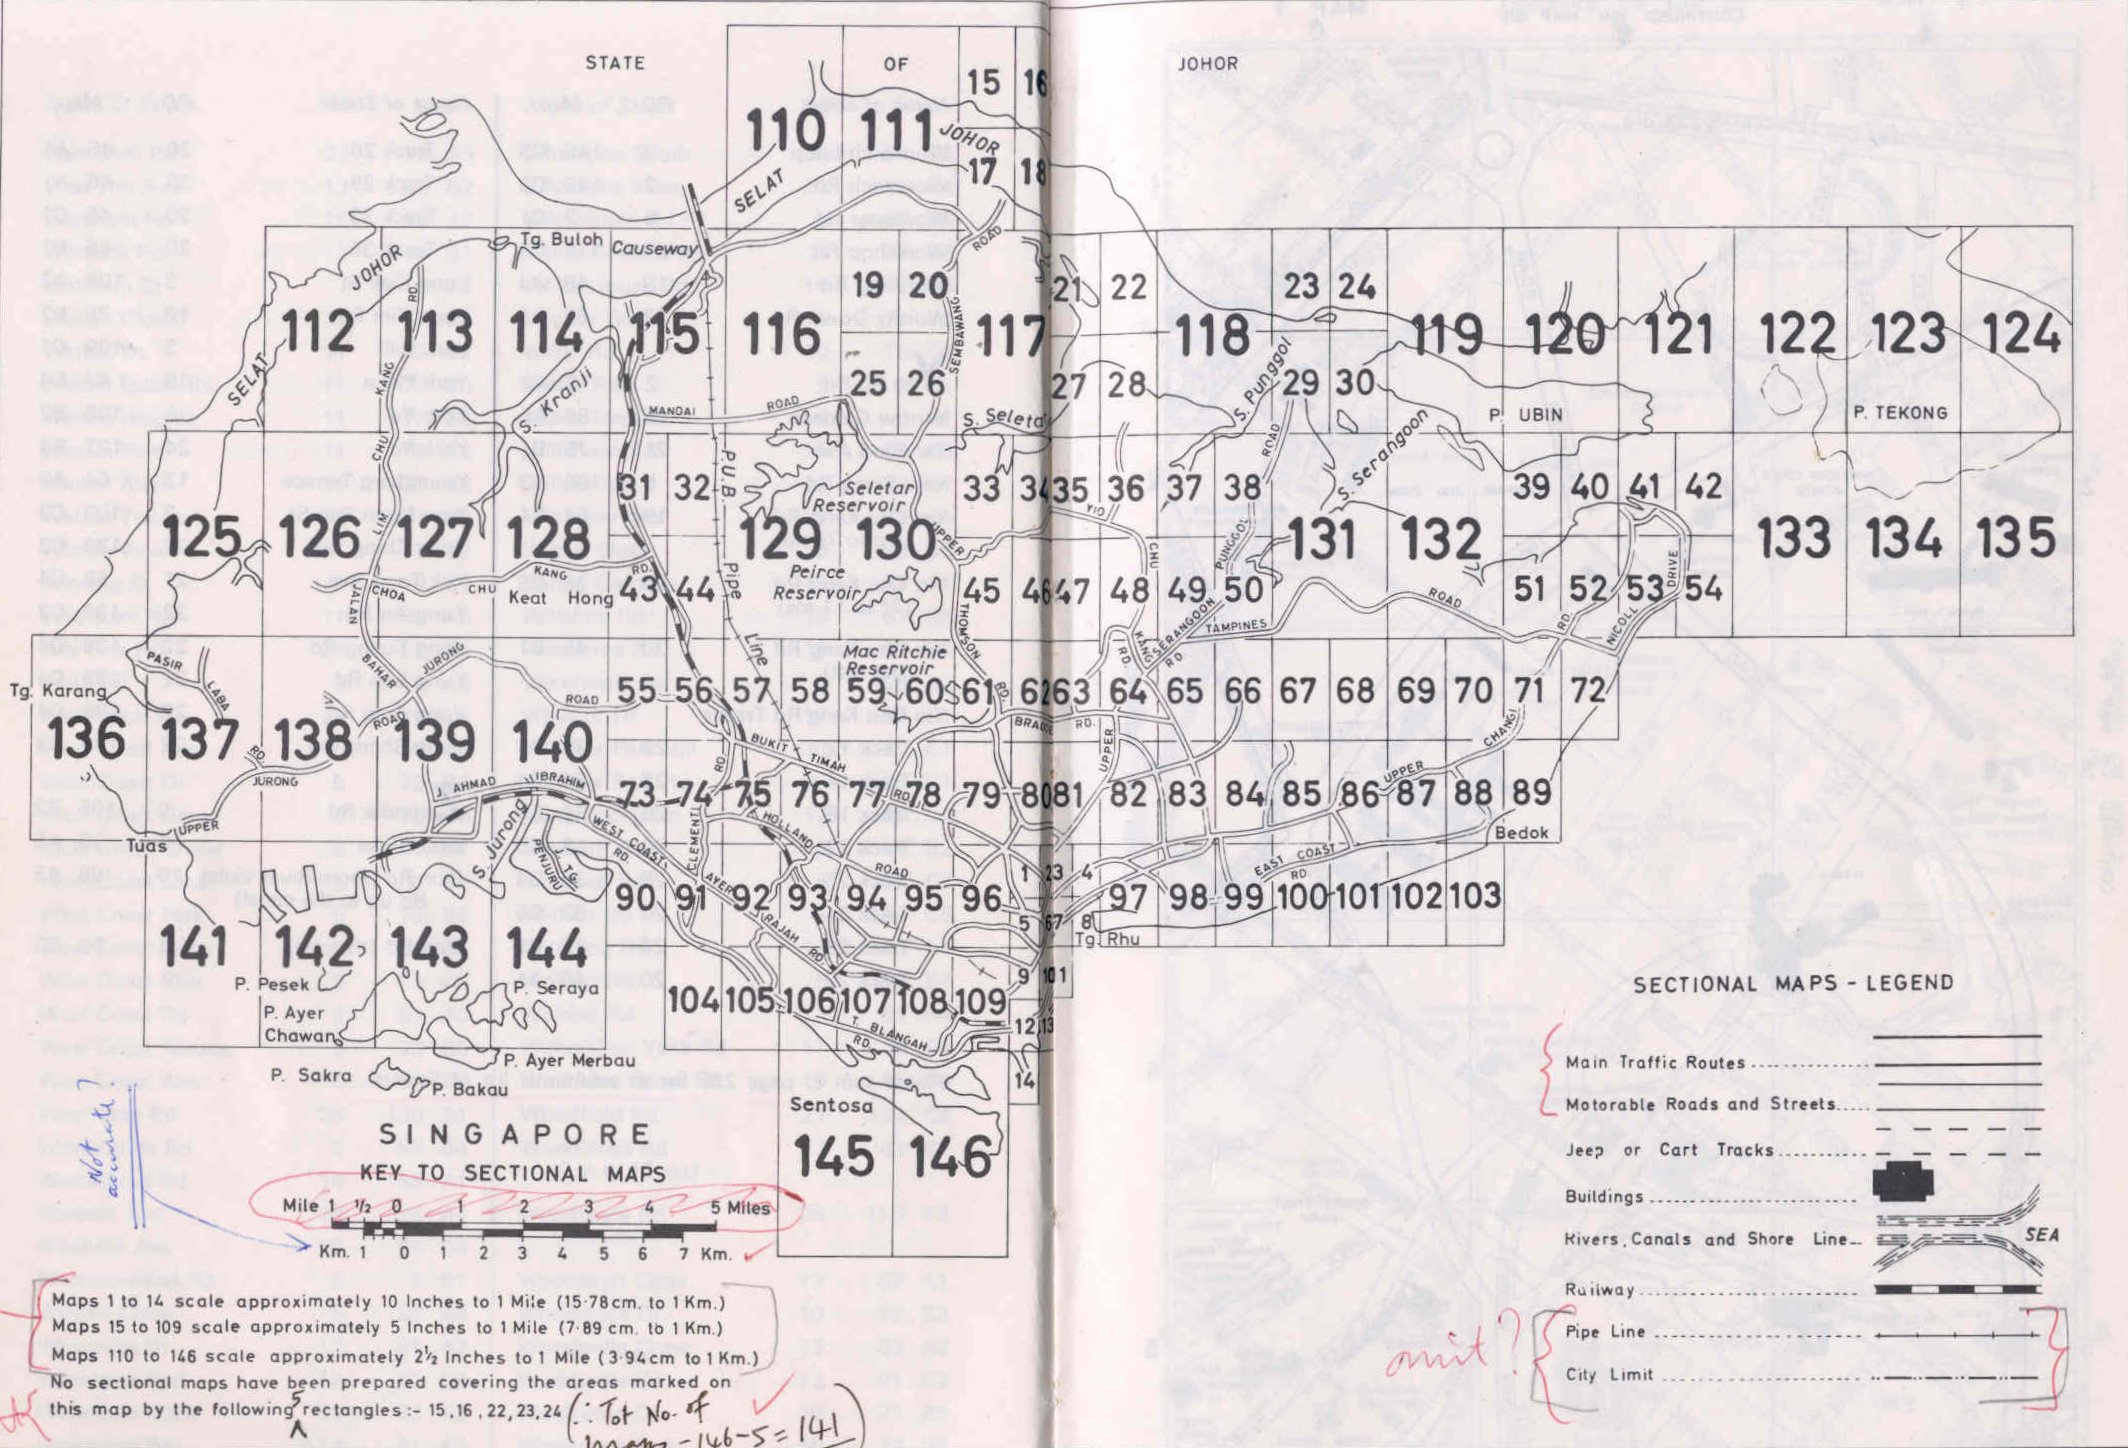 STATE OF JOHOR
15 16
110 111 JOHOR
17 18
SELAT
Tg. Buloh Causeway ROAD
JOHOR
19 20 21 22 23 24
RD. SEMBAWANG
112 113 114 115 116 117 118 119 120 121 122 123 124
SELAT KANG S. Kranji 25 26 27 28 S. Punggol 29 30
MANDAI ROAD S. Seletar P. UBIN P. TEKONG
CHU ROAD S. Serangoon
P.U.B
31 32 Seletar Reservoir 33 34 35 36 37 38 39 40 41 42
LIM UPPER CHU PUNGGOL
125 126 127 128 129 130 131 132 133 134 135
KANG RD. Pipe Peirce Reservoir DRIVE
JALAN CHOA CHU Keat Hong 43 44 45 46 47 48 49 50 51 52 53 54
THOMSON KANG RD. SERANGOON RD TAMPINES ROAD RD. NICOLL
Line Mac Ritchie Reservoir
PASIR LABA BAHAR JURONG
Tg. Karang ROAD ROAD 55 56 57 58 59 60 61 62 63 64 65 66 67 68 69 70 71 72
RD. RD.
136 137 138 139 140 BUKIT TIMAH RD. UPPER CHANGI
RD. JURONG J. AHMAD IBRAHIM RD UPPER
73 74 75 76 77 78 79 80 81 82 83 84 85 86 87 88 89
Tuas UPPER S. Jurong J. TG. PENJURU WEST COAST RD. CLEMENTI HOLLAND ROAD EAST COAST RD Bedok
1 2 3 4
90 91 92 93 94 95 96 97 98 99 100 101 102 103
AYER RAJAH RD. 5 6 7 8 Tg. Rhu
141 142 143 144
P. Pesek P. Seraya 9 10 1
104 105 106 107 108 109
P. Ayer Chawan T. BLANGAH RD. 12 13
P. Ayer Merbau
P. Sakra P. Bakau 14
Sentosa
145 146
Not accurate?
SINGAPORE
KEY TO SECTIONAL MAPS
Mile 1 1/2 0 1 2 3 4 5 Miles
Km. 1 0 1 2 3 4 5 6 7 Km.
Maps 1 to 14 scale approximately 10 Inches to 1 Mile (15·78cm. to 1 Km.)
Maps 15 to 109 scale approximately 5 Inches to 1 Mile (7·89 cm. to 1 Km.)
Maps 110 to 146 scale approximately 2½ Inches to 1 Mile (3·94cm to 1 Km.)
No sectional maps have been prepared covering the areas marked on
this map by the following 5 rectangles :- 15, 16, 22, 23, 24 (∴ Tot No. of
maps - 146-5 = 141)
SECTIONAL MAPS - LEGEND
Main Traffic Routes
Motorable Roads and Streets
Jeep or Cart Tracks
Buildings
Rivers, Canals and Shore Line SEA
Railway
Pipe Line
City Limit
omit?